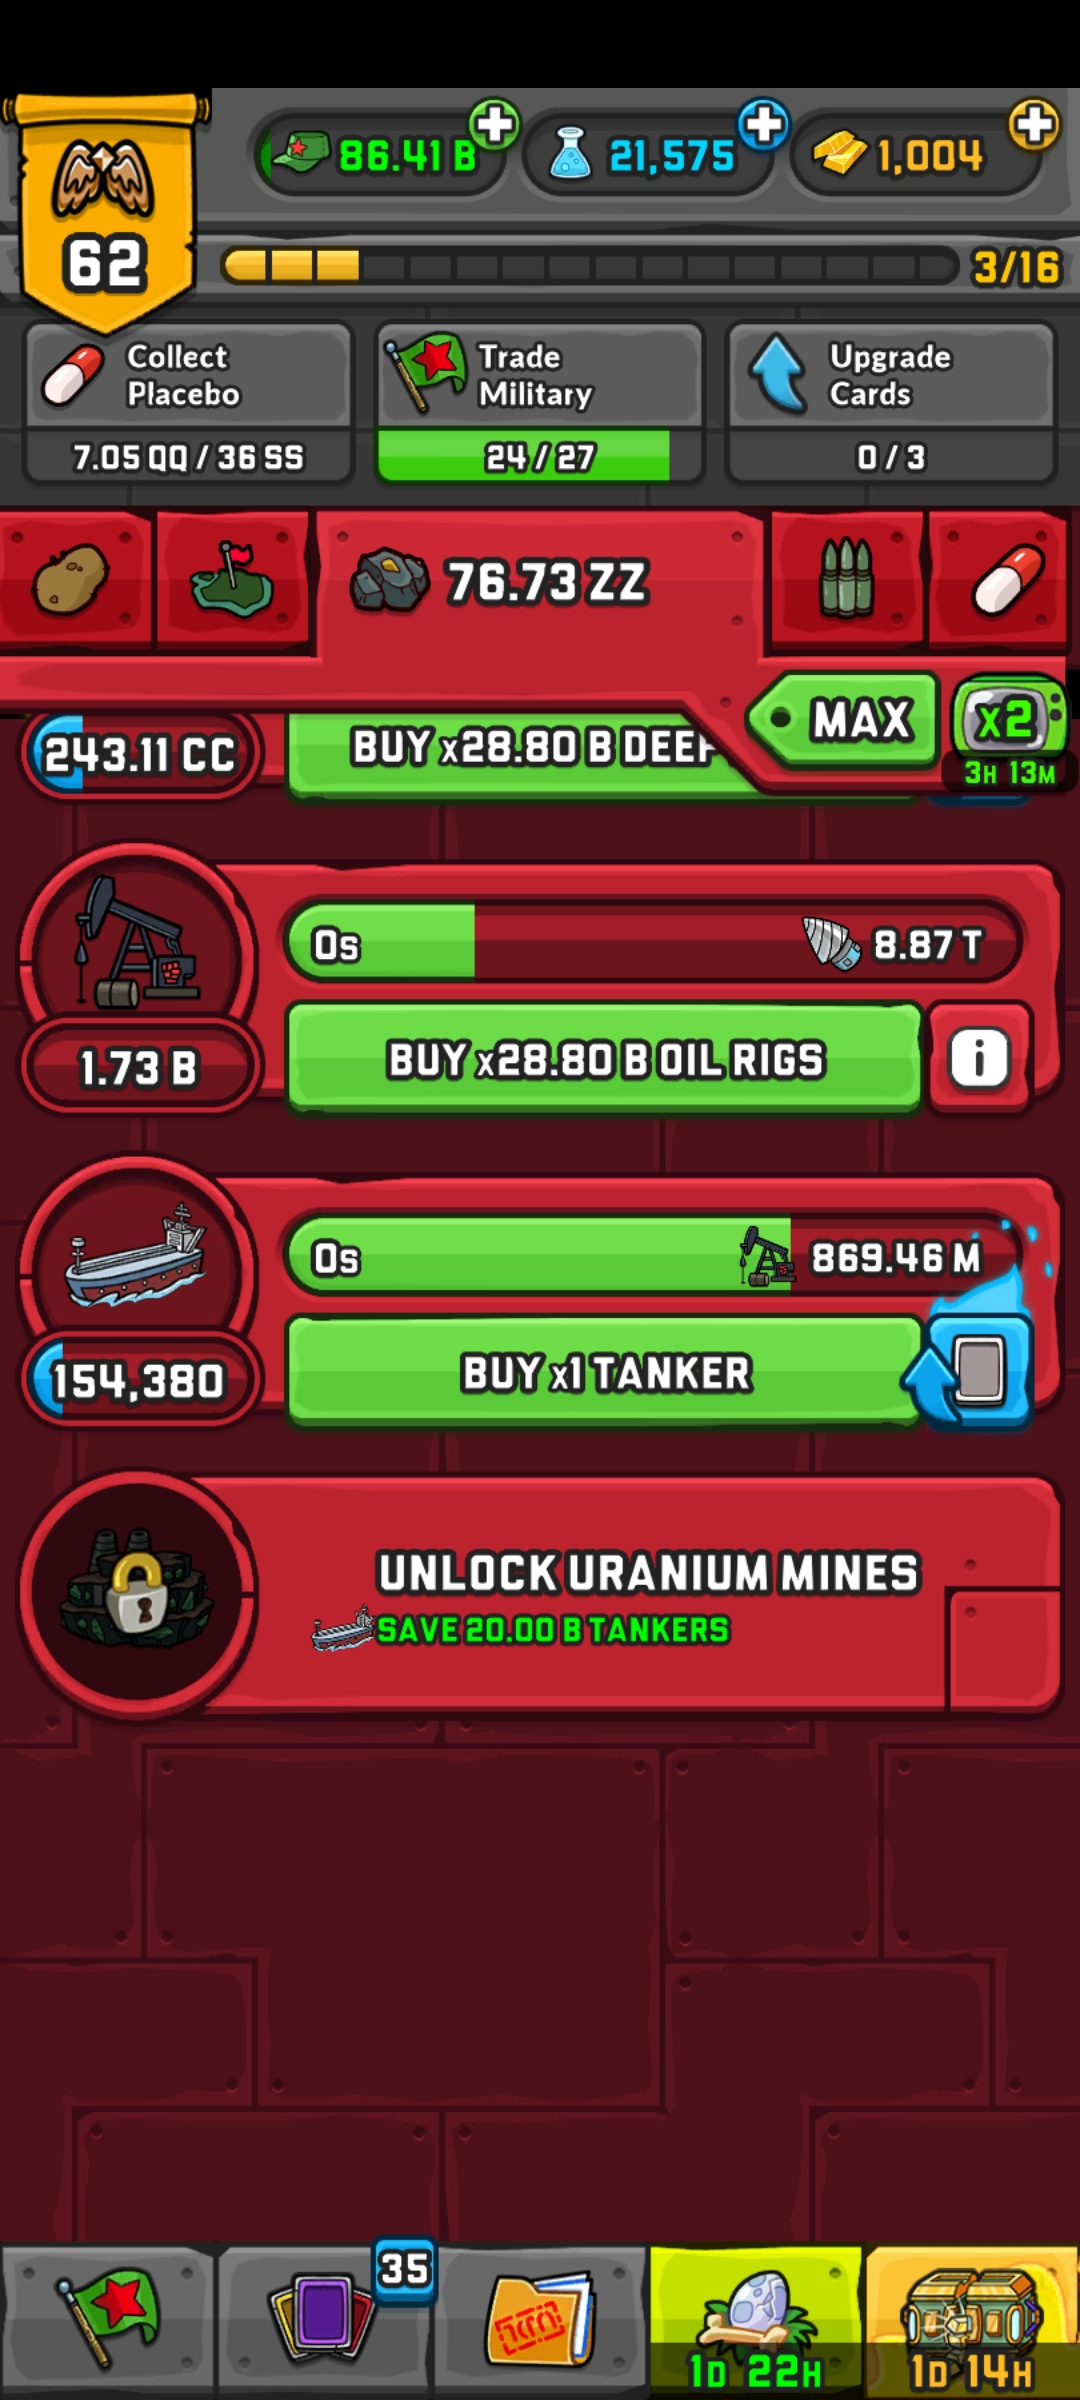 86.41 B
21,575
1,004
62
3/16
Collect
Placebo
7.05 QQ / 36 SS
Trade
Military
24 / 27
Upgrade
Cards
0 / 3
76.73 ZZ
MAX
x2
3H 13M
243.11 CC
BUY x28.80 B DEEP
0s
8.87 T
1.73 B
BUY x28.80 B OIL RIGS
i
0s
869.46 M
154,380
BUY x1 TANKER
UNLOCK URANIUM MINES
SAVE 20.00 B TANKERS
35
1D 22H
1D 14H